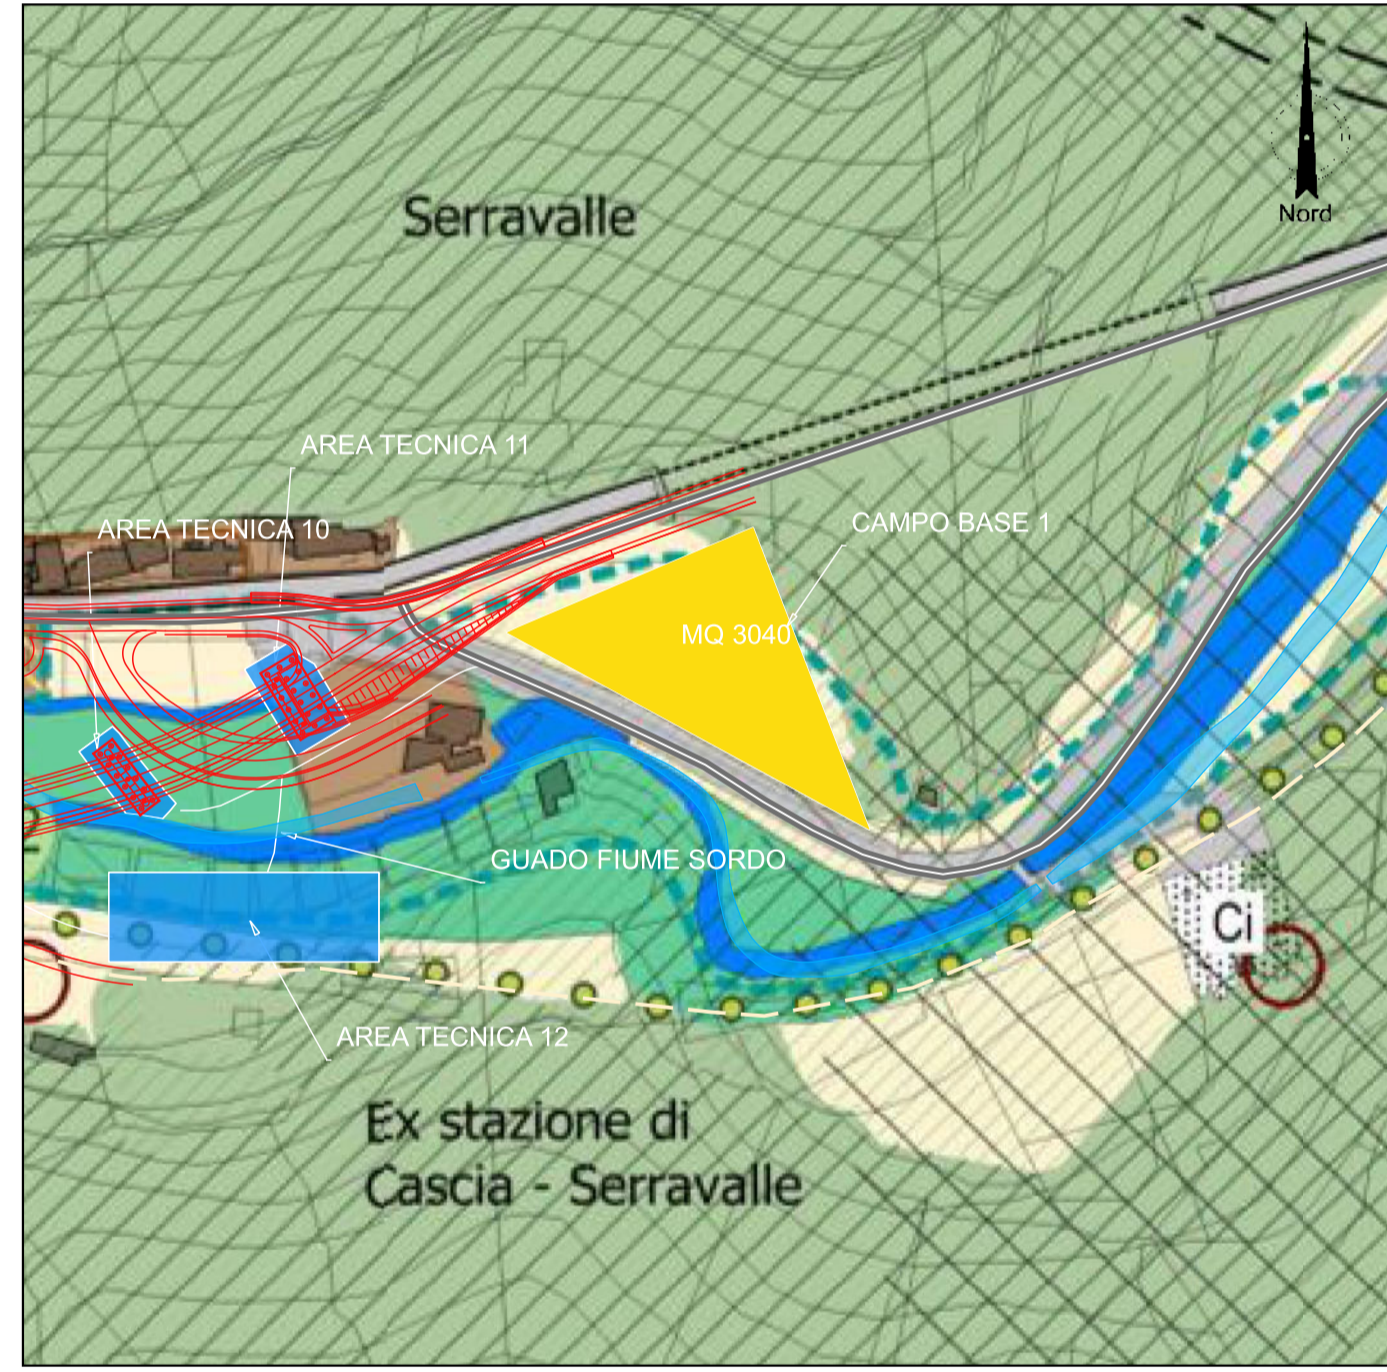 Nord
Serravalle
AREA TECNICA 11
AREA TECNICA 10
CAMPO BASE 1
MQ 3040
GUADO FIUME SORDO
Ci
AREA TECNICA 12
Ex stazione di
Cascia - Serravalle